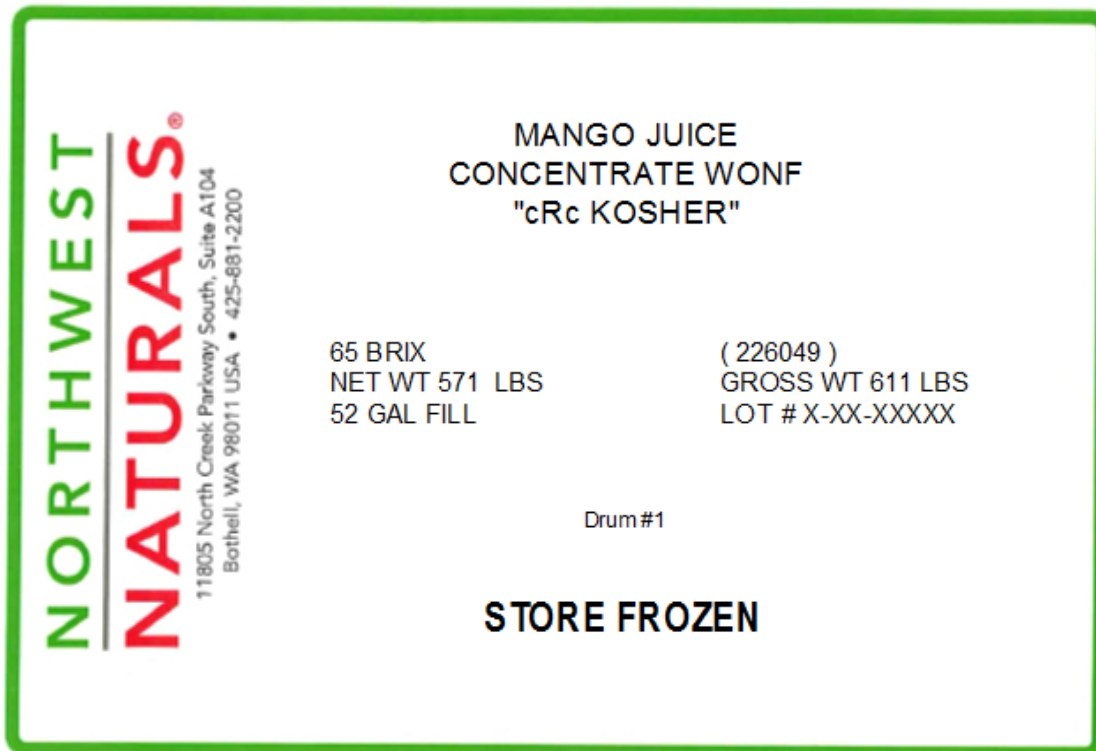 NORTHWEST
NATURALS®
11805 North Creek Parkway South, Suite A104
Bothell, WA 98011 USA • 425-881-2200
MANGO JUICE
CONCENTRATE WONF
"cRc KOSHER"
65 BRIX
NET WT 571 LBS
52 GAL FILL
( 226049 )
GROSS WT 611 LBS
LOT # X-XX-XXXXX
Drum #1
STORE FROZEN